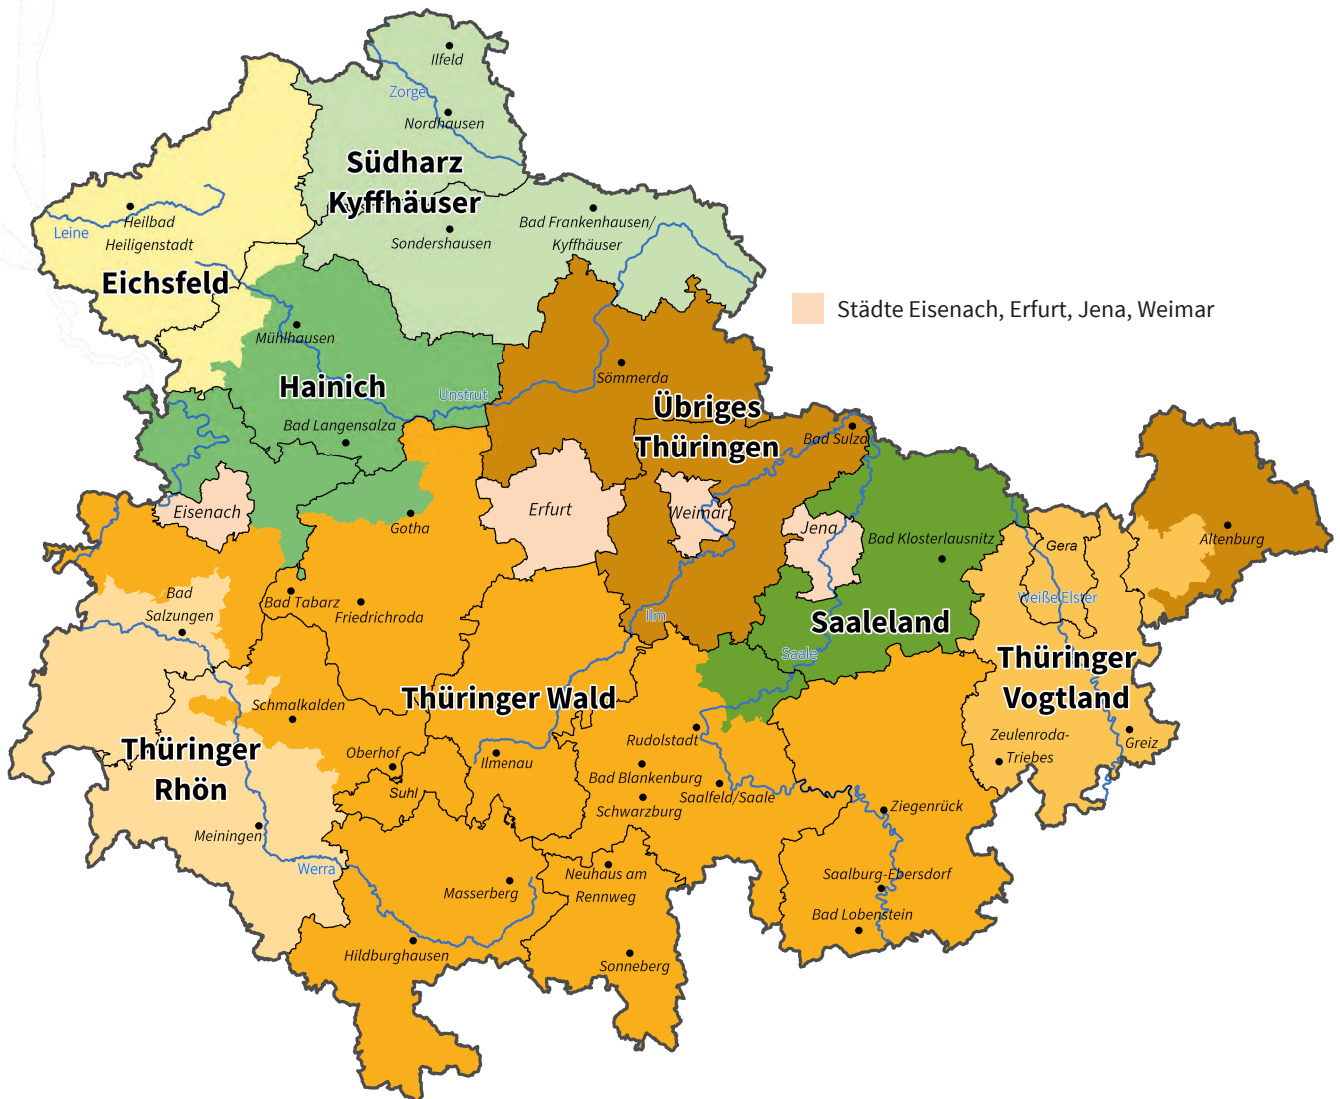 Ilfeld
Zorge
Nordhausen
Südharz
Kyffhäuser
Heilbad
Heiligenstadt
Leine
Sondershausen
Bad Frankenhausen/
Kyffhäuser
Eichsfeld
Städte Eisenach, Erfurt, Jena, Weimar
Mühlhausen
Hainich
Unstrut
Sömmerda
Übriges
Thüringen
Bad Langensalza
Bad Sulza
Eisenach
Erfurt
Weimar
Jena
Gotha
Bad Klosterlausnitz
Gera
Altenburg
Bad
Salzungen
Bad Tabarz
Friedrichroda
Ilm
Weiße Elster
Saaleland
Saale
Thüringer
Vogtland
Thüringer Wald
Schmalkalden
Thüringer
Rhön
Oberhof
Ilmenau
Rudolstadt
Zeulenroda-
Triebes
Greiz
Bad Blankenburg
Suhl
Schwarzburg
Saalfeld/Saale
Ziegenrück
Meiningen
Werra
Masserberg
Neuhaus am
Rennweg
Saalburg-Ebersdorf
Bad Lobenstein
Hildburghausen
Sonneberg